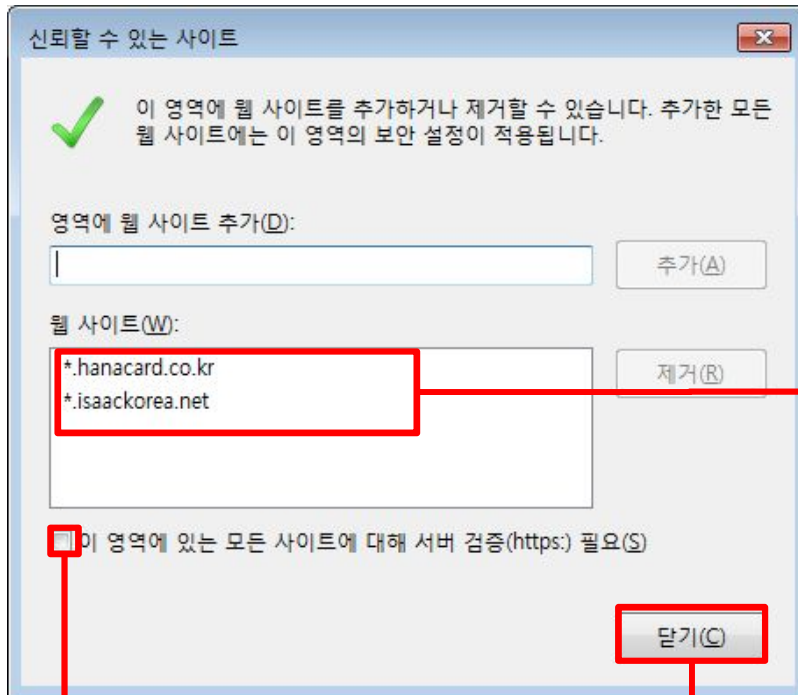 신뢰할 수 있는 사이트
이 영역에 웹 사이트를 추가하거나 제거할 수 있습니다. 추가한 모든
웹 사이트에는 이 영역의 보안 설정이 적용됩니다.
영역에 웹 사이트 추가(D):
추가(A)
웹 사이트(W):
*.hanacard.co.kr
제거(R)
*.isaackorea.net
이 영역에 있는 모든 사이트에 대해 서버 검증(https:) 필요(S)
닫기(C)